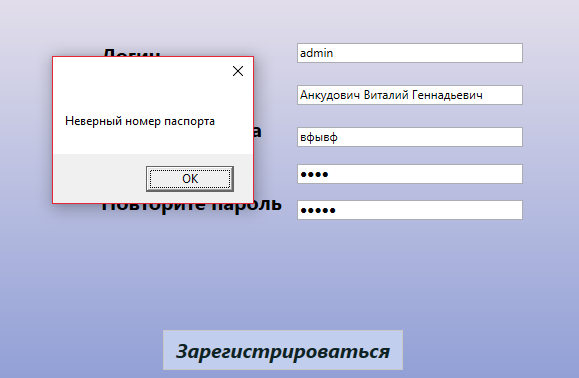 Логин
admin
Анкудович Виталий Геннадьевич
Неверный номер паспорта
а
вфывф
OK
••••
Повторите пароль
•••••
Зарегистрироваться